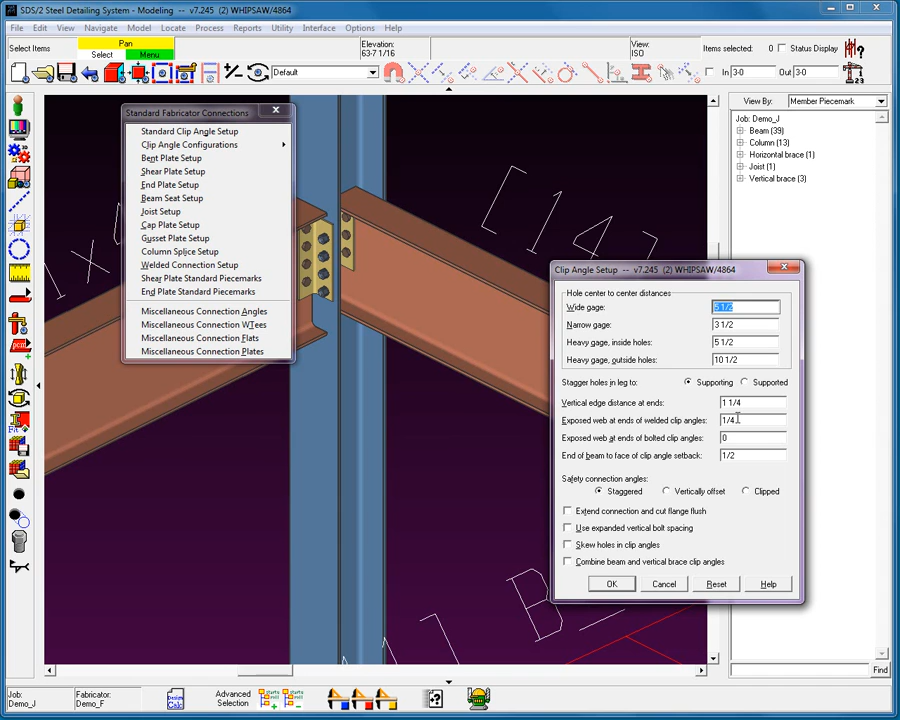 SDS/2 Steel Detailing System - Modeling -- v7.245 WHIPSAW/4864
File Edit View Navigate Model Locate Process Reports Utility Interface Options Help
Select Items
Pan
Select Menu
Elevation:
63-7 1/16
View:
ISO
Items selected: 0 Status Display
Default
In 3-0 Out 3-0
123
View By: Member Piecemark
Job: Demo_J
Beam (39)
Column (13)
Horizontal brace (1)
Joist (1)
Vertical brace (3)
Find
Standard Fabricator Connections
Standard Clip Angle Setup
Clip Angle Configurations
Bent Plate Setup
Shear Plate Setup
End Plate Setup
Beam Seat Setup
Joist Setup
Cap Plate Setup
Gusset Plate Setup
Column Splice Setup
Welded Connection Setup
Shear Plate Standard Piecemarks
End Plate Standard Piecemarks
Miscellaneous Connection Angles
Miscellaneous Connection WTees
Miscellaneous Connection Flats
Miscellaneous Connection Plates
[147
Clip Angle Setup -- v7.245 (2) WHIPSAW/4864
Hole center to center distances
Wide gage: 5 1/2
Narrow gage: 3 1/2
Heavy gage, inside holes: 5 1/2
Heavy gage, outside holes: 10 1/2
Stagger holes in leg to: Supporting Supported
Vertical edge distance at ends: 1 1/4
Exposed web at ends of welded clip angles: 1/4
Exposed web at ends of bolted clip angles: 0
End of beam to face of clip angle setback: 1/2
Safety connection angles:
Staggered Vertically offset Clipped
Extend connection and cut flange flush
Use expanded vertical bolt spacing
Skew holes in clip angles
Combine beam and vertical brace clip angles
OK Cancel Reset Help
Fit
Job:
Demo_J
Fabricator:
Demo_F
Design
Calc
Advanced
Selection